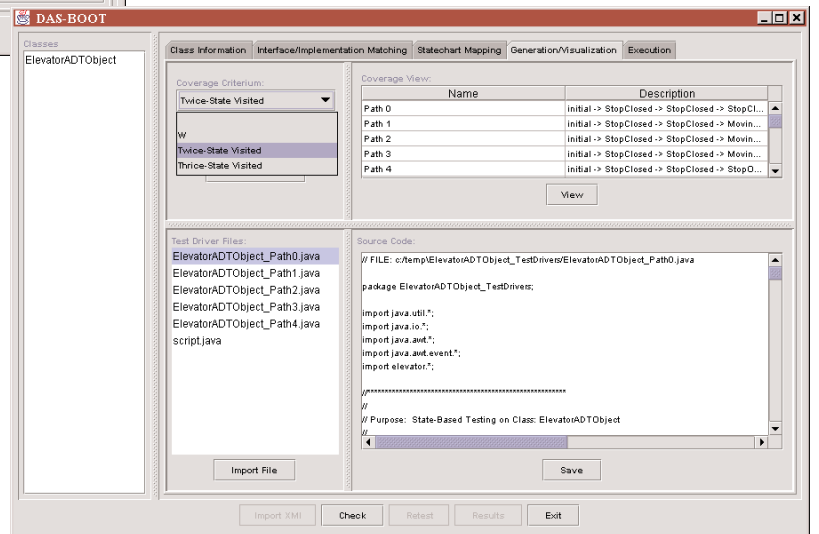 DAS-BOOT
Classes
ElevatorADTObject
Class Information Interface/Implementation Matching Statechart Mapping Generation/Visualization Execution
Coverage Criterium:
Twice-State Visited
W
Twice-State Visited
Thrice-State Visited
Coverage View:
Name Description
Path 0 initial -> StopClosed -> StopClosed -> StopCl...
Path 1 initial -> StopClosed -> StopClosed -> Movin...
Path 2 initial -> StopClosed -> StopClosed -> Movin...
Path 3 initial -> StopClosed -> StopClosed -> Movin...
Path 4 initial -> StopClosed -> StopClosed -> StopO...
View
Test Driver Files:
ElevatorADTObject_Path0.java
ElevatorADTObject_Path1.java
ElevatorADTObject_Path2.java
ElevatorADTObject_Path3.java
ElevatorADTObject_Path4.java
script.java
Import File
Source Code:
// FILE: c:/temp\ElevatorADTObject_TestDrivers/ElevatorADTObject_Path0.java
package ElevatorADTObject_TestDrivers;
import java.util.*;
import java.io.*;
import java.awt.*;
import java.awt.event.*;
import elevator.*;
//
// Purpose: State-Based Testing on Class: ElevatorADTObject
//
Save
Import XMI Check Retest Results Exit